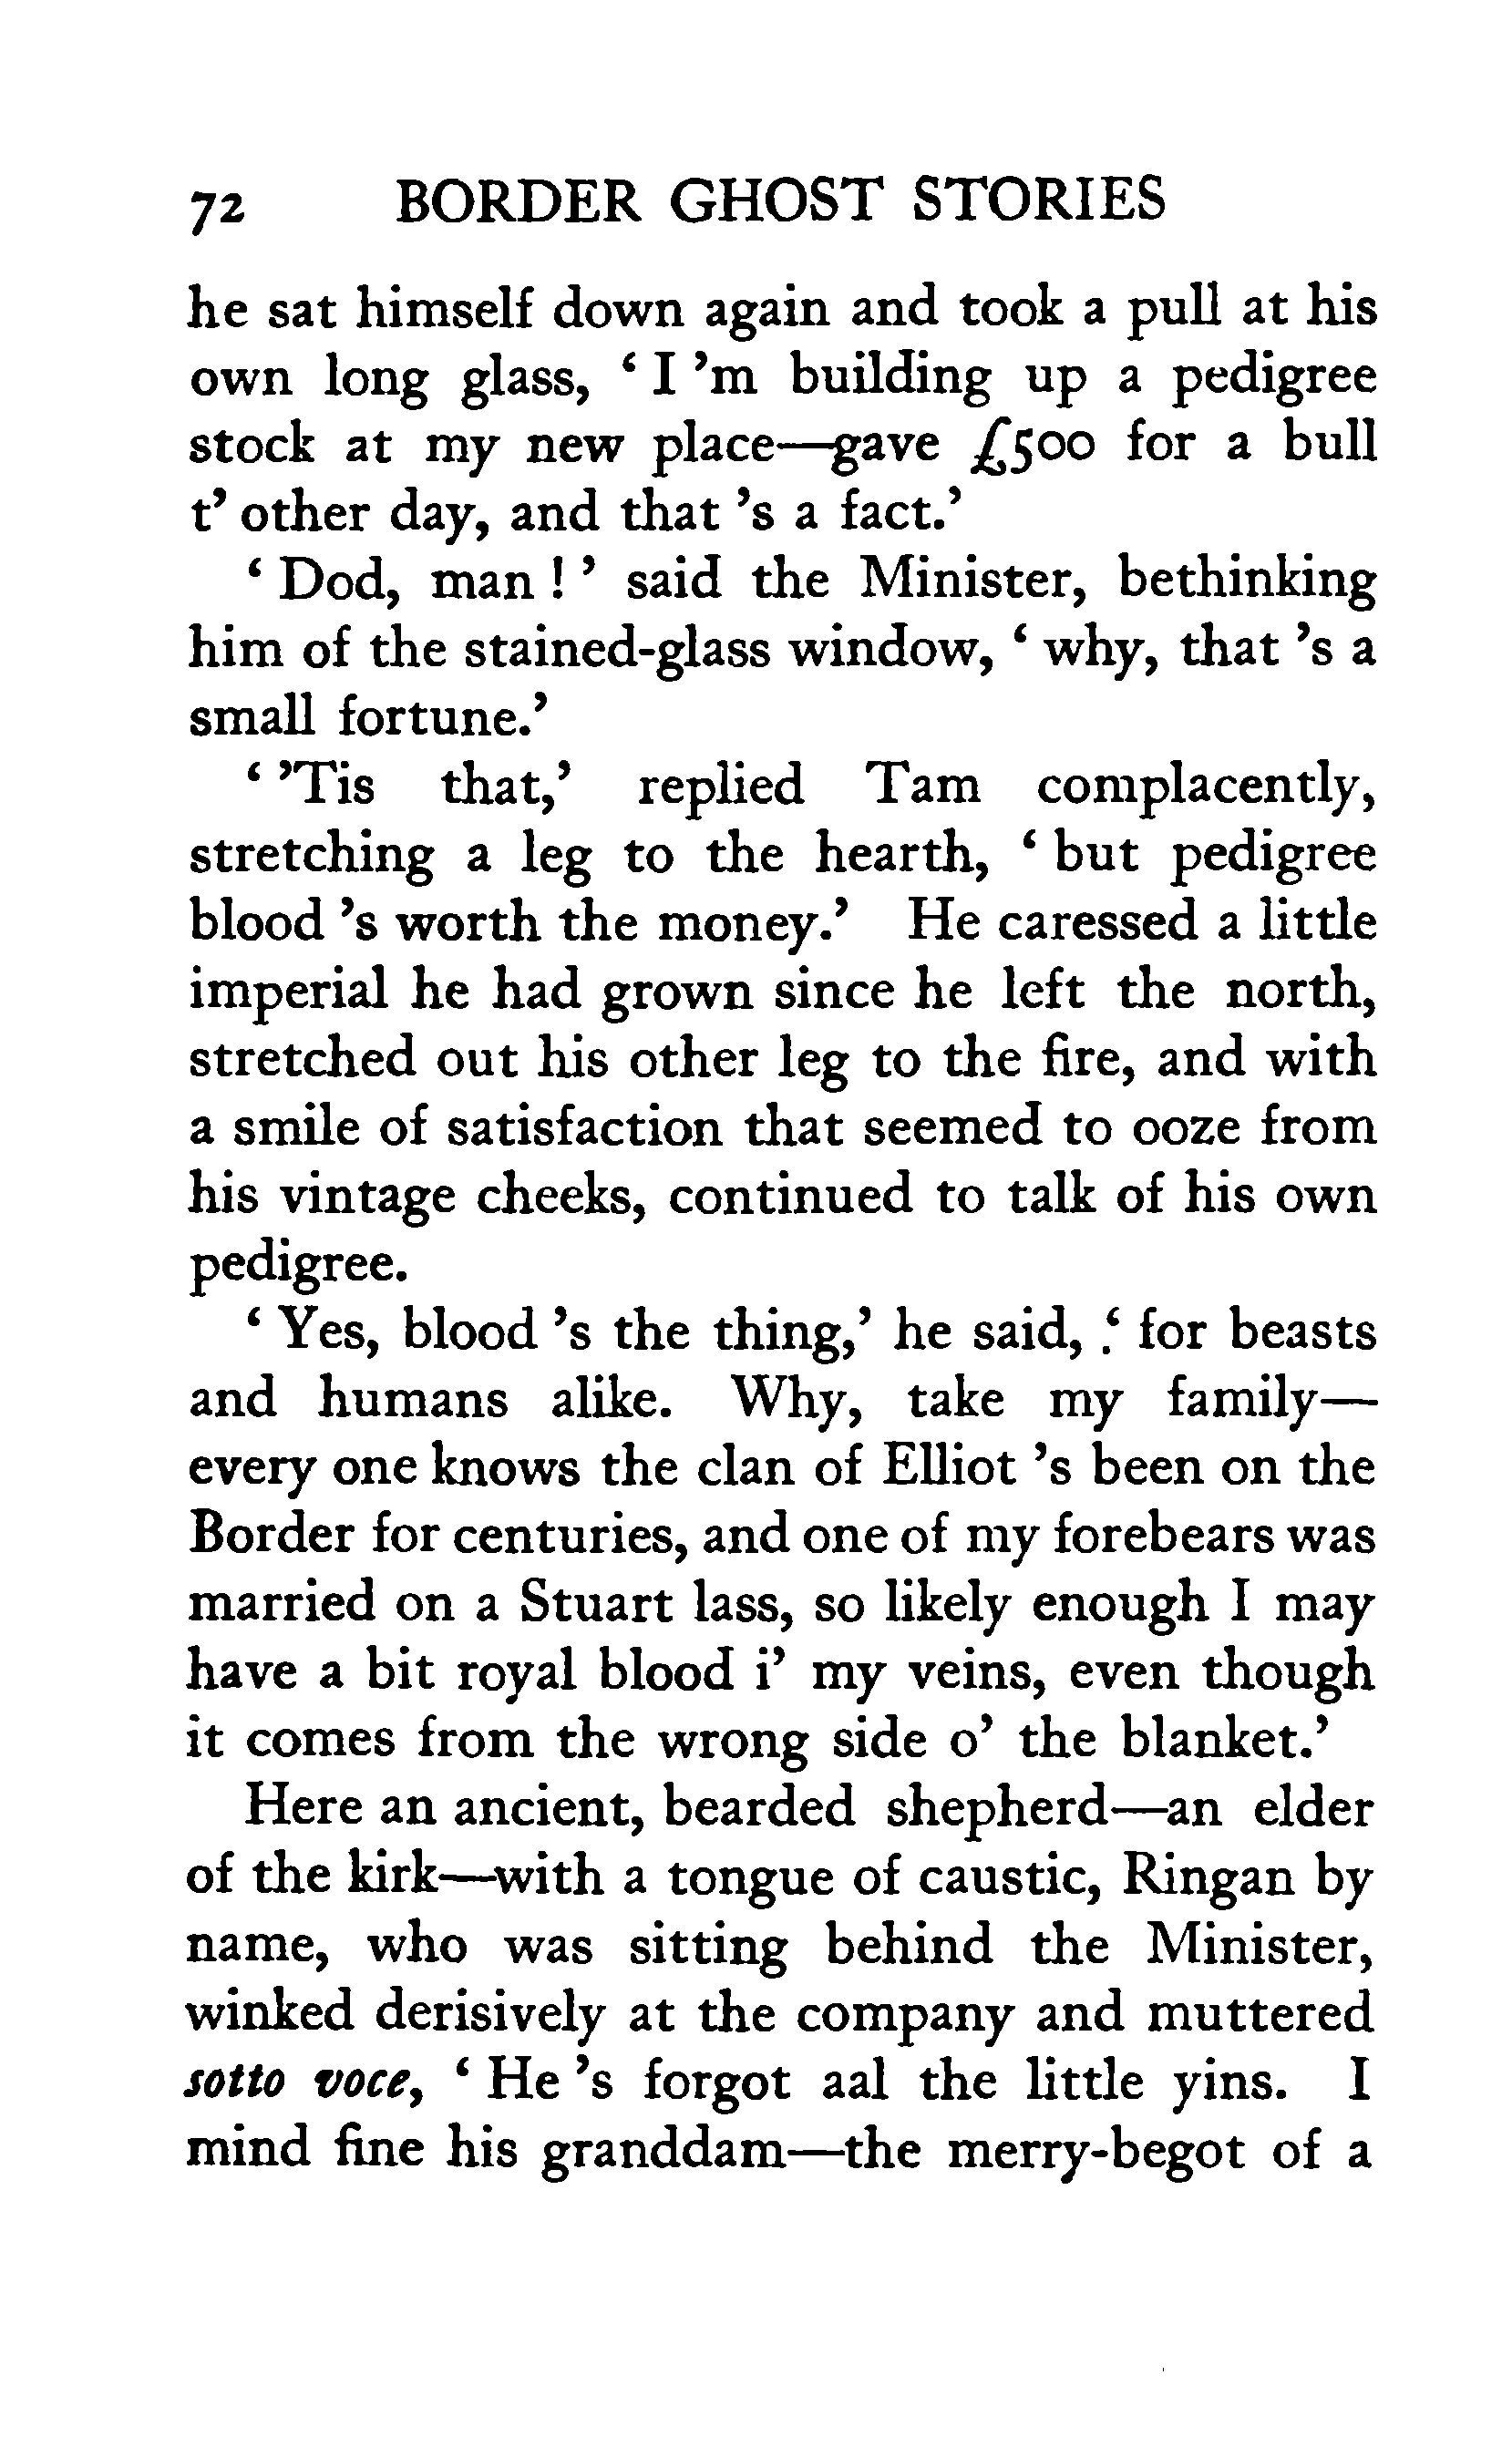 72 BORDER GHOST STORIES
he sat himself down again and took a pull at his
own long glass, ‘ I ’m building up a pedigree
stock at my new place—gave £500 for a bull
t’ other day, and that ’s a fact.’
‘ Dod, man ! ’ said the Minister, bethinking
him of the stained-glass window, ‘ why, that ’s a
small fortune.’
‘ ’Tis that,’ replied Tam complacently,
stretching a leg to the hearth, ‘ but pedigree
blood ’s worth the money.’ He caressed a little
imperial he had grown since he left the north,
stretched out his other leg to the fire, and with
a smile of satisfaction that seemed to ooze from
his vintage cheeks, continued to talk of his own
pedigree.
‘ Yes, blood ’s the thing,’ he said, .‘ for beasts
and humans alike. Why, take my family—
every one knows the clan of Elliot ’s been on the
Border for centuries, and one of my forebears was
married on a Stuart lass, so likely enough I may
have a bit royal blood i’ my veins, even though
it comes from the wrong side o’ the blanket.’
Here an ancient, bearded shepherd—an elder
of the kirk—with a tongue of caustic, Ringan by
name, who was sitting behind the Minister,
winked derisively at the company and muttered
sotto voce, ‘ He ’s forgot aal the little yins. I
mind fine his granddam—the merry-begot of a